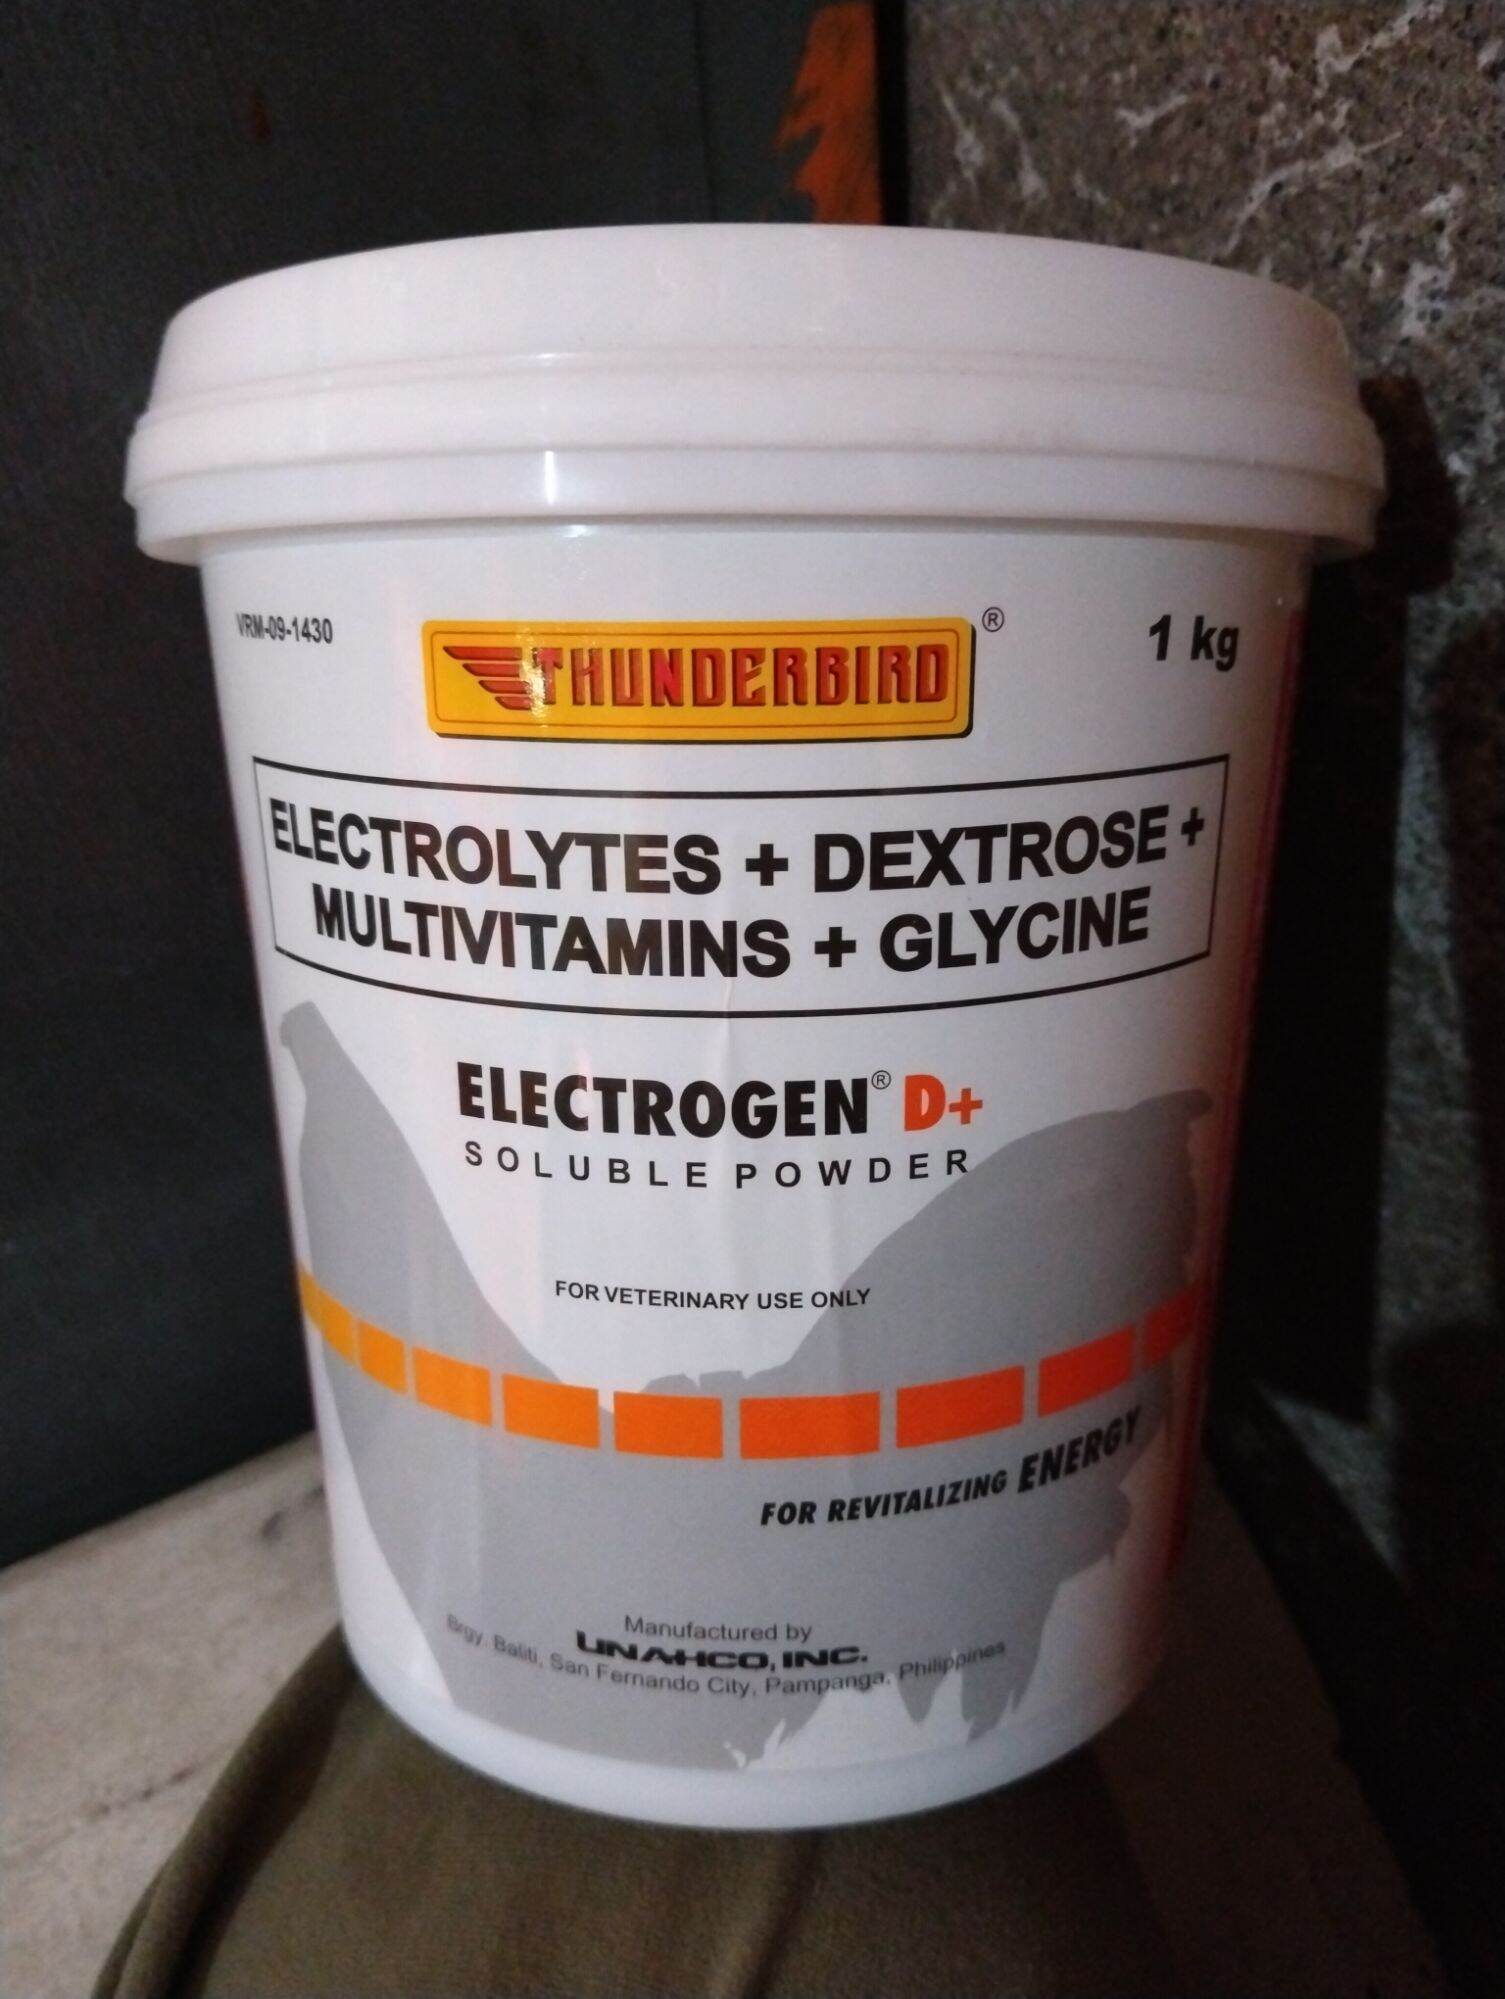 VRM-09-1430
THUNDERBIRD®
1 kg
ELECTROLYTES + DEXTROSE +
MULTIVITAMINS + GLYCINE
ELECTROGEN® D+
SOLUBLE POWDER
FOR VETERINARY USE ONLY
FOR REVITALIZING ENERGY
Manufactured by
UNAHCO, INC.
Brgy. Baliti, San Fernando City, Pampanga, Philippines